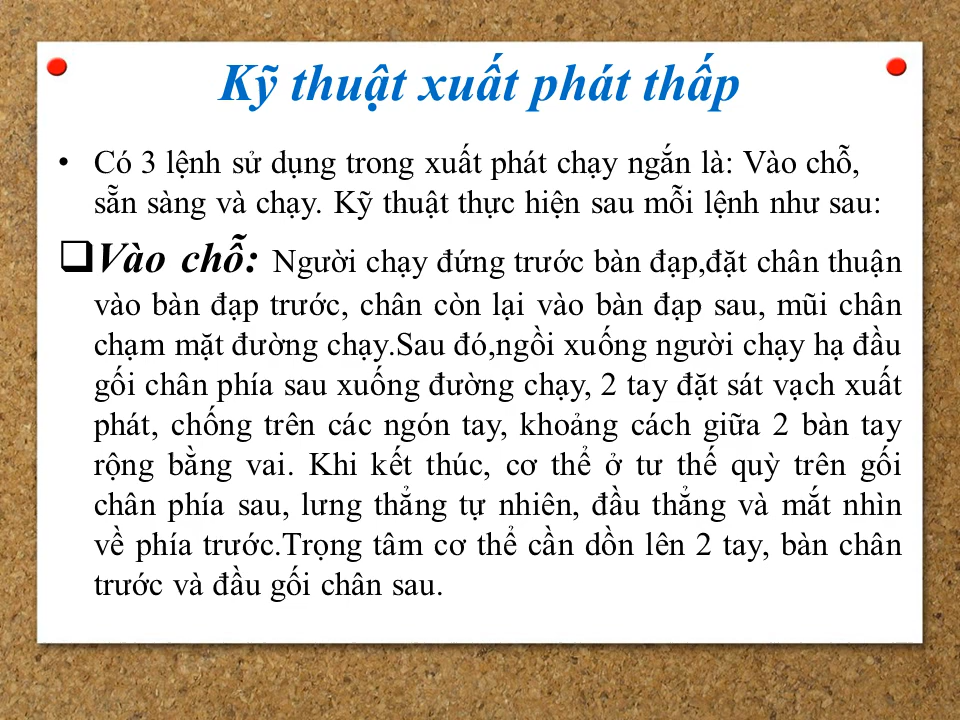 Kỹ thuật xuất phát thấp
• Có 3 lệnh sử dụng trong xuất phát chạy ngắn là: Vào chỗ,
sẵn sàng và chạy. Kỹ thuật thực hiện sau mỗi lệnh như sau:
❑Vào chỗ: Người chạy đứng trước bàn đạp,đặt chân thuận
vào bàn đạp trước, chân còn lại vào bàn đạp sau, mũi chân
chạm mặt đường chạy.Sau đó,ngồi xuống người chạy hạ đầu
gối chân phía sau xuống đường chạy, 2 tay đặt sát vạch xuất
phát, chống trên các ngón tay, khoảng cách giữa 2 bàn tay
rộng bằng vai. Khi kết thúc, cơ thể ở tư thế quỳ trên gối
chân phía sau, lưng thẳng tự nhiên, đầu thẳng và mắt nhìn
về phía trước.Trọng tâm cơ thể cần dồn lên 2 tay, bàn chân
trước và đầu gối chân sau.